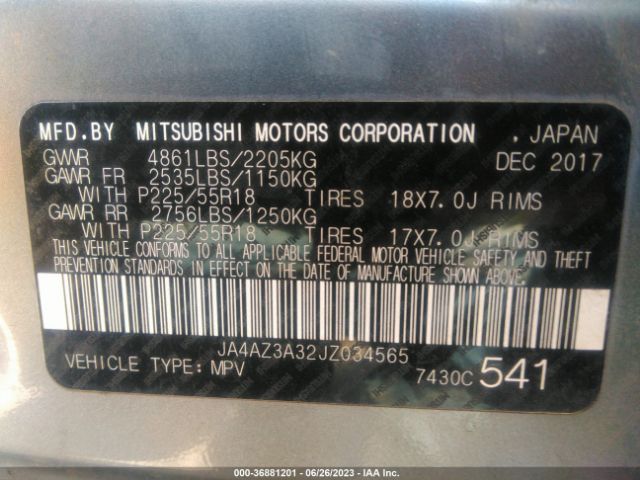 MFD.BY MITSUBISHI MOTORS CORPORATION . JAPAN
GVWR 4861LBS/2205KG DEC 2017
GAWR FR 2535LBS/1150KG
WITH P225/55R18 TIRES 18X7.0J RIMS
GAWR RR 2756LBS/1250KG
WITH P225/55R18 TIRES 17X7.0J RIMS
THIS VEHICLE CONFORMS TO ALL APPLICABLE FEDERAL MOTOR VEHICLE SAFETY AND THEFT
PREVENTION STANDARDS IN EFFECT ON THE DATE OF MANUFACTURE SHOWN ABOVE.
JA4AZ3A32JZ034565
VEHICLE TYPE: MPV 7430C 541
000-36881201 - 06/26/2023 - IAA Inc.